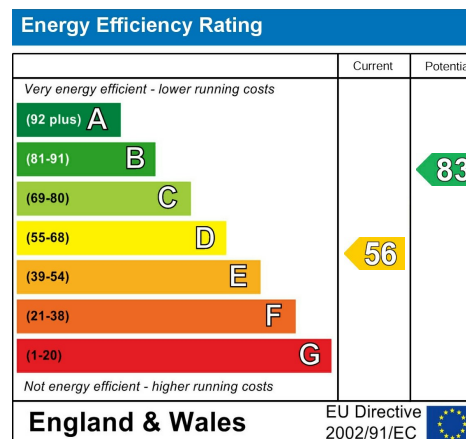 Energy Efficiency Rating
Current Potentia
Very energy efficient - lower running costs
(92 plus) A
(81-91) B
83
(69-80) C
(55-68) D
56
(39-54) E
(21-38) F
(1-20) G
Not energy efficient - higher running costs
England & Wales
EU Directive
2002/91/EC